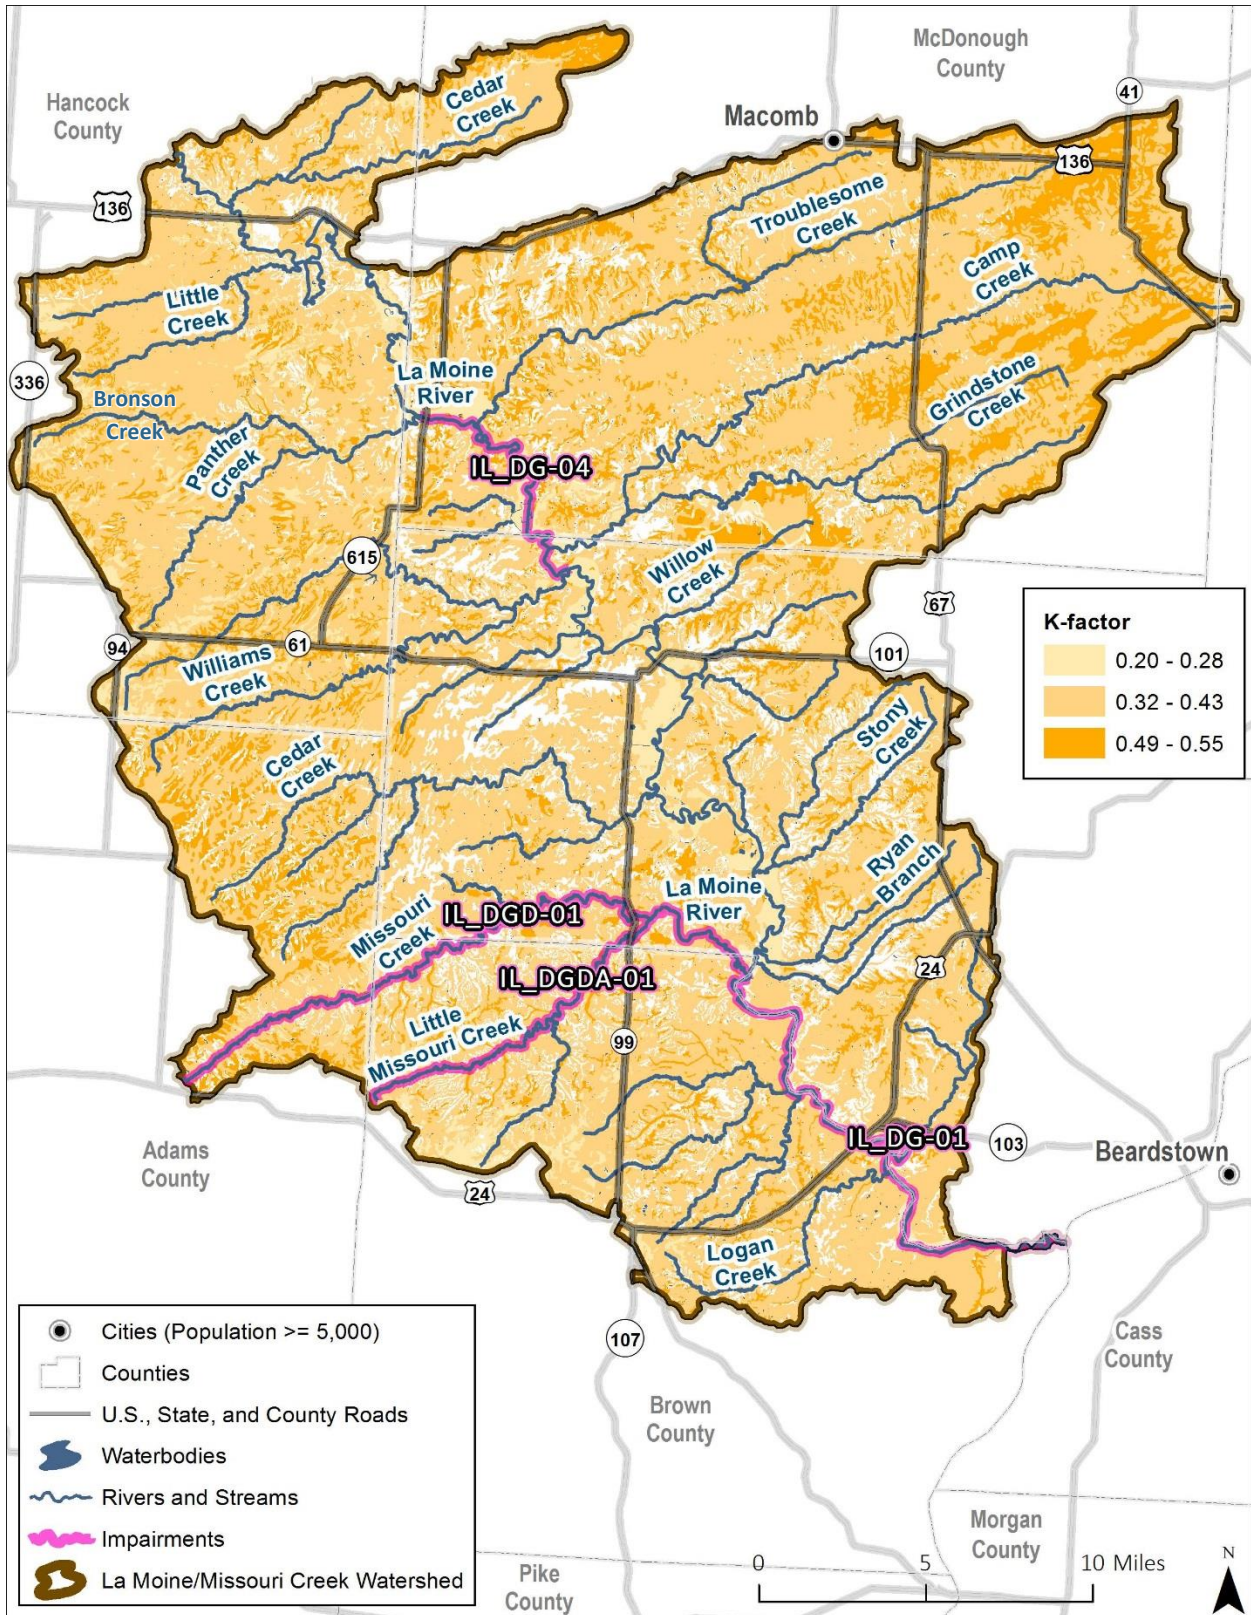 McDonough
County
Hancock
County
Cedar
Creek
41
Macomb
136
136
Troublesome
Creek
Camp
Creek
Little
Creek
La Moine
River
336
Bronson
Creek
Grindstone
Creek
Panther
Creek
IL_DG-04
615
Willow
Creek
67
K-factor
0.20 - 0.28
0.32 - 0.43
0.49 - 0.55
94
61
101
Williams
Creek
Stony
Creek
Cedar
Creek
Ryan
Branch
La Moine
River
IL_DGD-01
Missouri
Creek
24
IL_DGDA-01
Little
Missouri Creek
99
Adams
County
IL_DG-01
103
Beardstown
24
Logan
Creek
107
Cass
County
Brown
County
Morgan
County
Pike
County
Cities (Population >= 5,000)
Counties
U.S., State, and County Roads
Waterbodies
Rivers and Streams
Impairments
La Moine/Missouri Creek Watershed
0 5 10 Miles
N